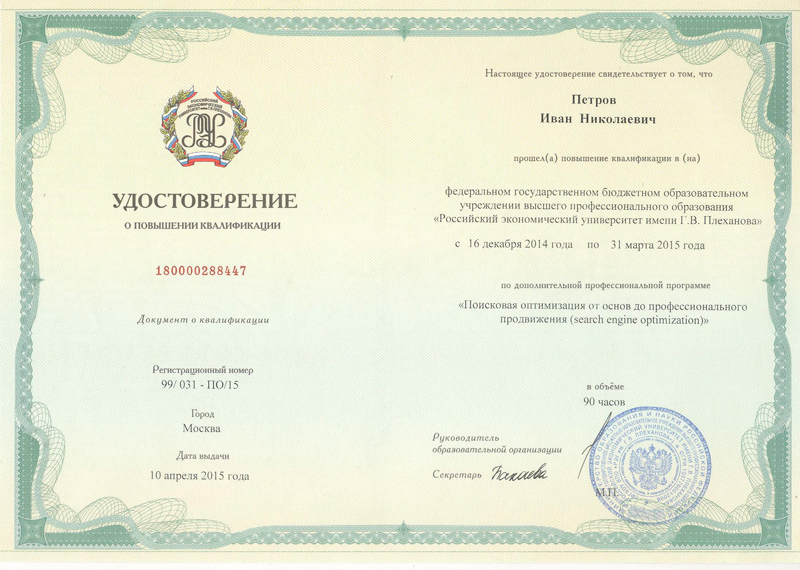 РОССИЙСКИЙ
ЭКОНОМИЧЕСКИЙ
УДОСТОВЕРЕНИЕ
О ПОВЫШЕНИИ КВАЛИФИКАЦИИ
180000288447
Документ о квалификации
Регистрационный номер
99/ 031 - ПО/15
Город
Москва
Дата выдачи
10 апреля 2015 года
Настоящее удостоверение свидетельствует о том, что
Петров
Иван Николаевич
прошел(а) повышение квалификации в (на)
федеральном государственном бюджетном образовательном
учреждении высшего профессионального образования
«Российский экономический университет имени Г.В. Плеханова»
с 16 декабря 2014 года по 31 марта 2015 года
по дополнительной профессиональной программе
«Поисковая оптимизация от основ до профессионального
продвижения (search engine optimization)»
в объёме
90 часов
Руководитель
образовательной организации
Секретарь
М.П.